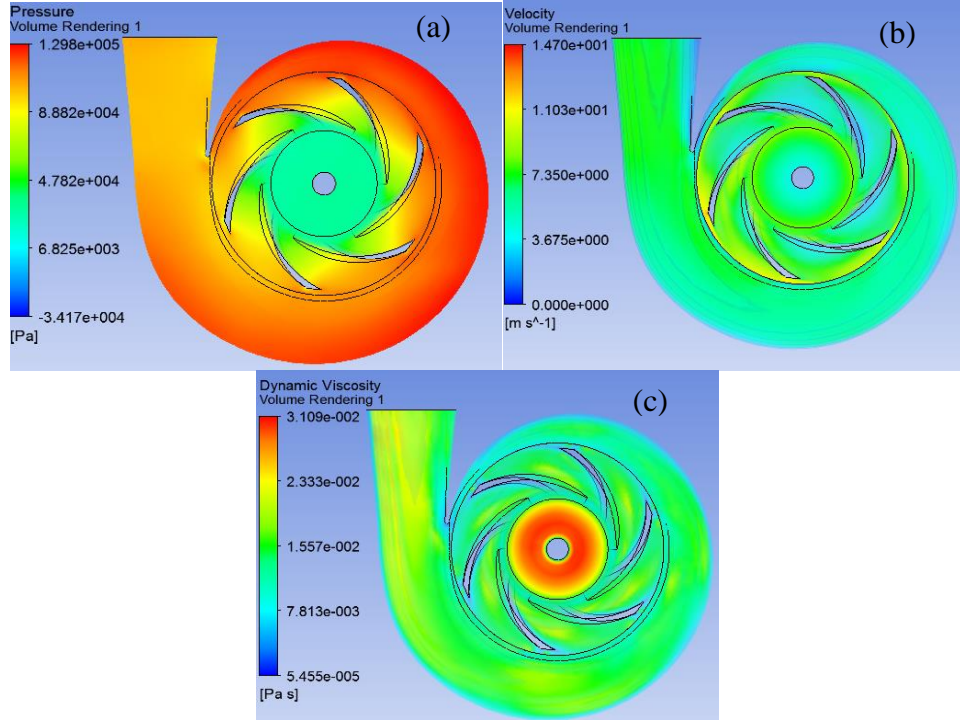 Pressure
Volume Rendering 1
(a)
1.298e+005
8.882e+004
4.782e+004
6.825e+003
-3.417e+004
[Pa]
Velocity
Volume Rendering 1
(b)
1.470e+001
1.103e+001
7.350e+000
3.675e+000
0.000e+000
[m s^-1]
Dynamic Viscosity
Volume Rendering 1
(c)
3.109e-002
2.333e-002
1.557e-002
7.813e-003
5.455e-005
[Pa s]